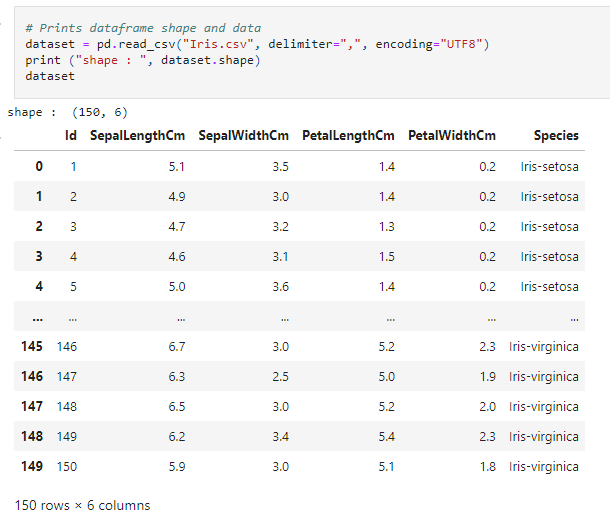 # Prints dataframe shape and data
dataset = pd.read_csv("Iris.csv", delimiter=",", encoding="UTF8")
print ("shape : ", dataset.shape)
dataset
shape :  (150, 6)
Id SepalLengthCm SepalWidthCm PetalLengthCm PetalWidthCm Species
0 1 5.1 3.5 1.4 0.2 Iris-setosa
1 2 4.9 3.0 1.4 0.2 Iris-setosa
2 3 4.7 3.2 1.3 0.2 Iris-setosa
3 4 4.6 3.1 1.5 0.2 Iris-setosa
4 5 5.0 3.6 1.4 0.2 Iris-setosa
... ... ... ... ... ... ...
145 146 6.7 3.0 5.2 2.3 Iris-virginica
146 147 6.3 2.5 5.0 1.9 Iris-virginica
147 148 6.5 3.0 5.2 2.0 Iris-virginica
148 149 6.2 3.4 5.4 2.3 Iris-virginica
149 150 5.9 3.0 5.1 1.8 Iris-virginica
150 rows × 6 columns